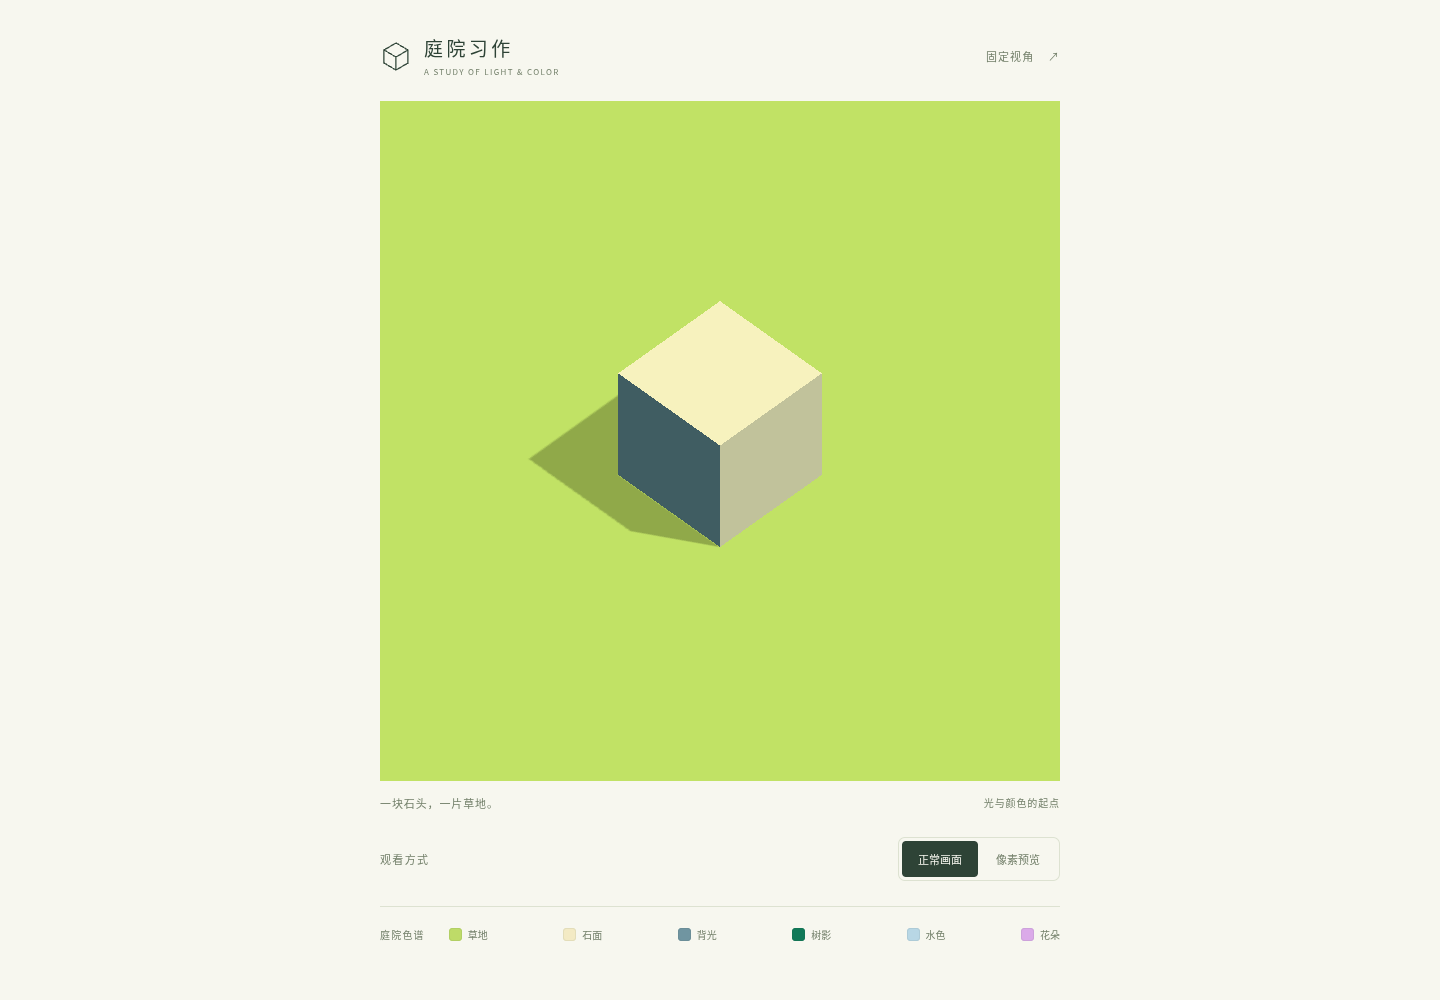 庭院习作
A STUDY OF LIGHT & COLOR
固定视角 ↗
一块石头，一片草地。
光与颜色的起点
观看方式
正常画面
像素预览
庭院色谱
草地
石面
背光
树影
水色
花朵